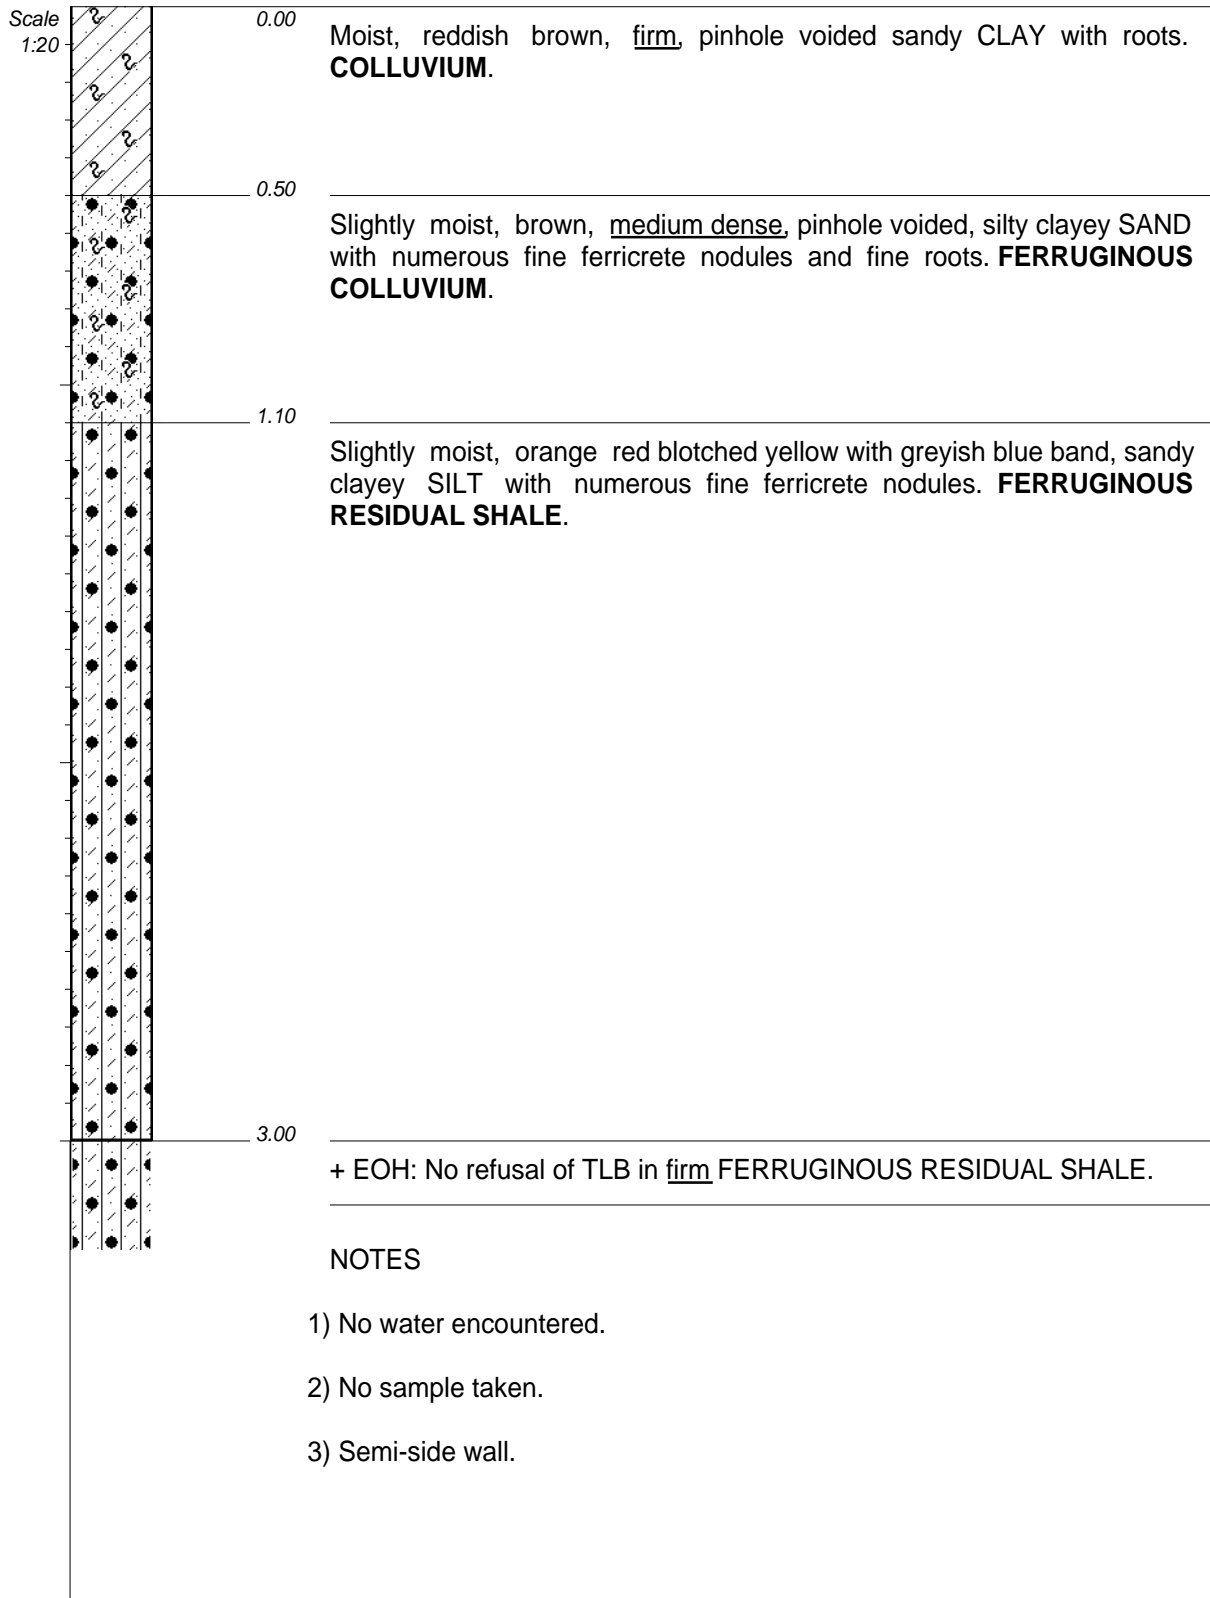 Scale
1:20
0.00
Moist, reddish brown, firm, pinhole voided sandy CLAY with roots.
COLLUVIUM.
0.50
Slightly moist, brown, medium dense, pinhole voided, silty clayey SAND
with numerous fine ferricrete nodules and fine roots. FERRUGINOUS
COLLUVIUM.
1.10
Slightly moist, orange red blotched yellow with greyish blue band, sandy
clayey SILT with numerous fine ferricrete nodules. FERRUGINOUS
RESIDUAL SHALE.
3.00
+ EOH: No refusal of TLB in firm FERRUGINOUS RESIDUAL SHALE.
NOTES
1) No water encountered.
2) No sample taken.
3) Semi-side wall.